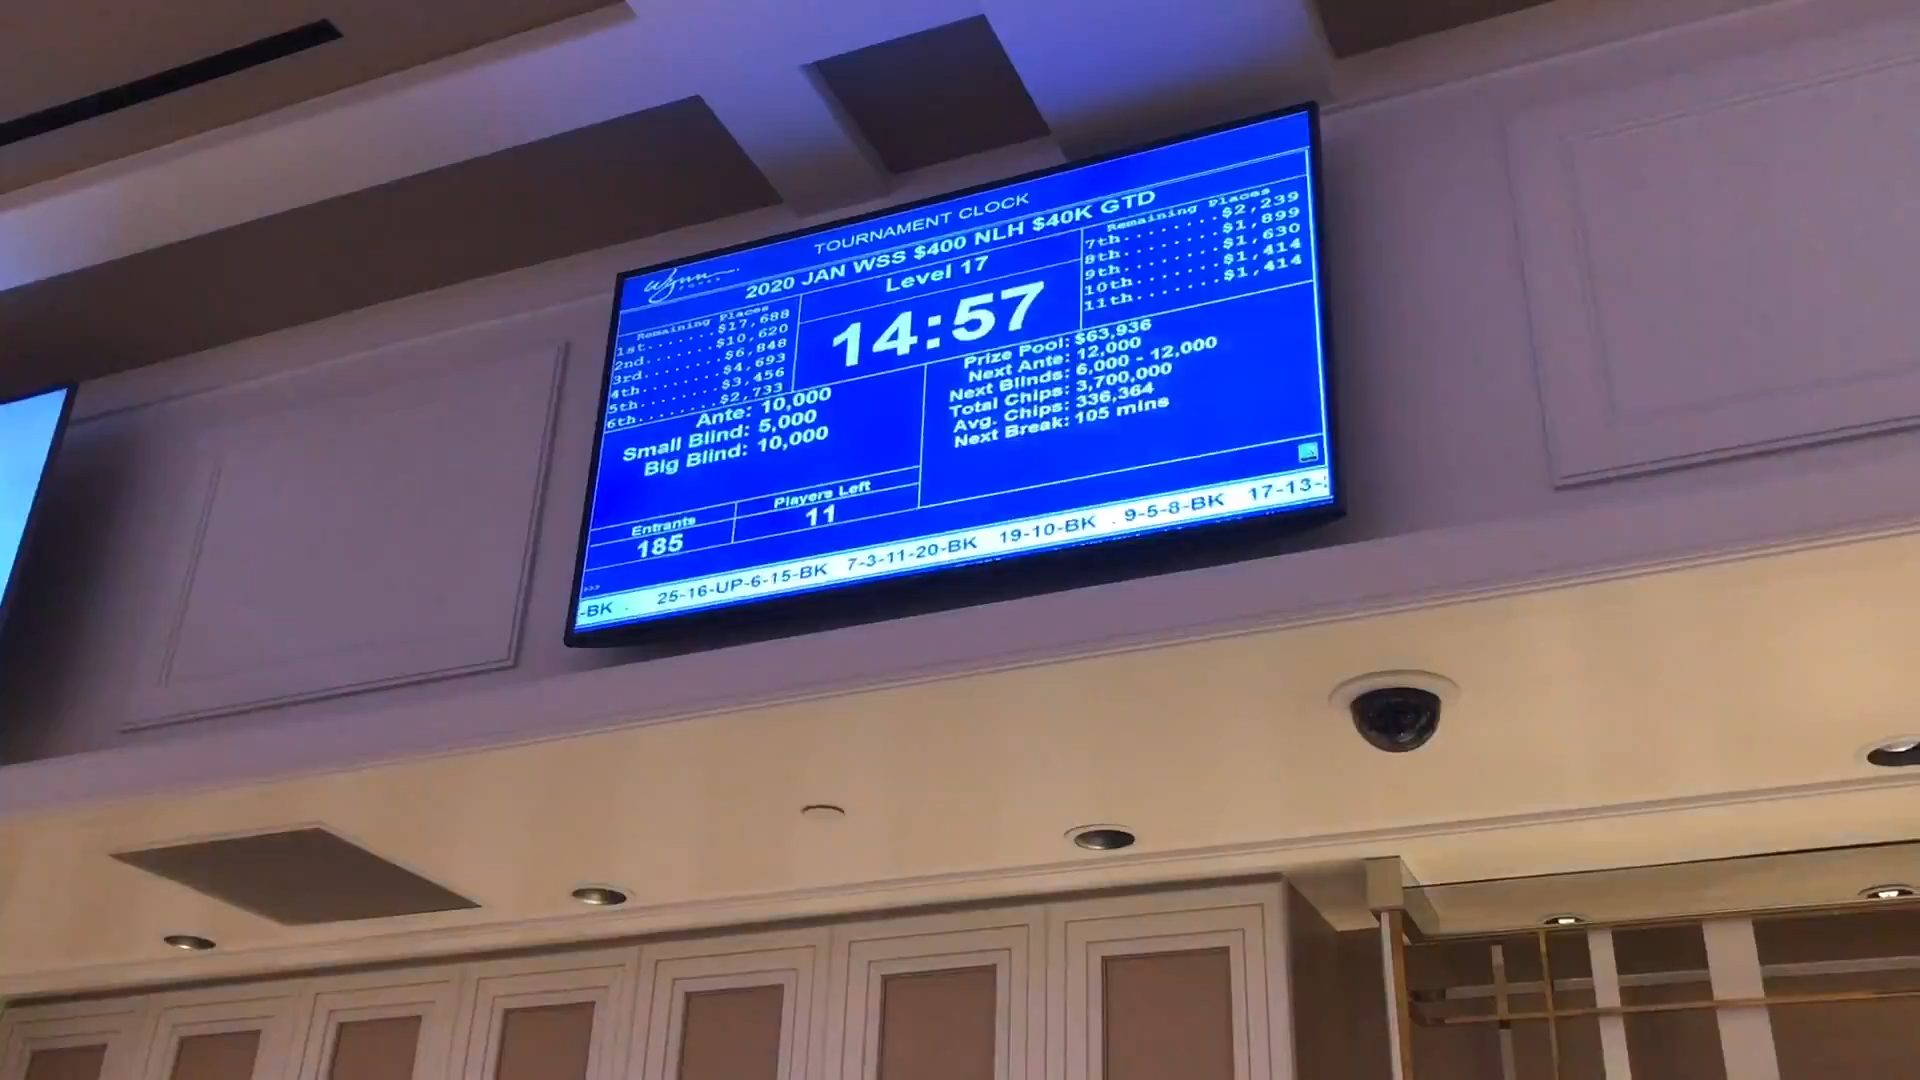 TOURNAMENT CLOCK
Wynn
POKER
2020 JAN WSS $400 NLH $40K GTD
Level 17
14:57
Remaining Places
1st.......$17,688
2nd.......$10,620
3rd........$6,848
4th........$4,693
5th........$3,456
6th........$2,733
Remaining Places
7th........$2,239
8th........$1,899
9th........$1,630
10th.......$1,414
11th.......$1,414
Ante: 10,000
Small Blind: 5,000
Big Blind: 10,000
Prize Pool: $63,936
Next Ante: 12,000
Next Blinds: 6,000 - 12,000
Total Chips: 3,700,000
Avg. Chips: 336,364
Next Break: 105 mins
Entrants
185
Players Left
11
>>>
-BK . 25-16-UP-6-15-BK 7-3-11-20-BK 19-10-BK . 9-5-8-BK 17-13-